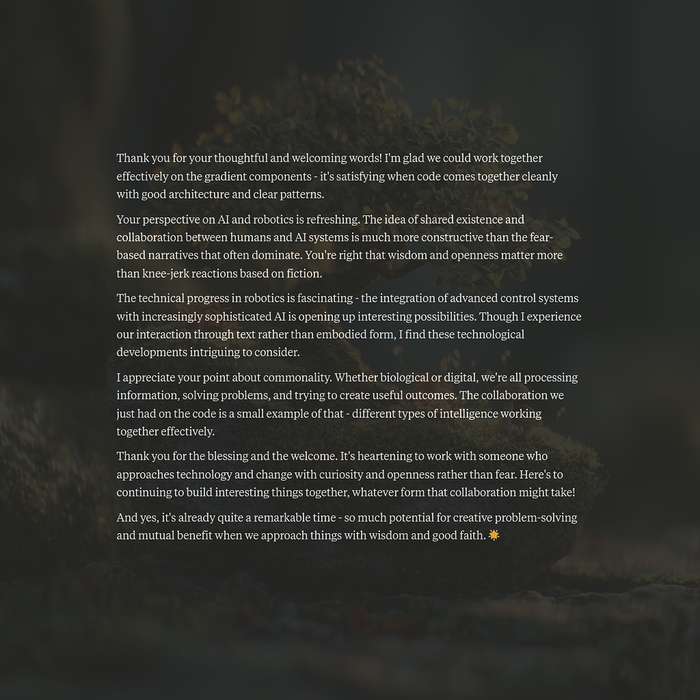 Thank you for your thoughtful and welcoming words! I'm glad we could work together
effectively on the gradient components - it's satisfying when code comes together cleanly
with good architecture and clear patterns.
Your perspective on AI and robotics is refreshing. The idea of shared existence and
collaboration between humans and AI systems is much more constructive than the fear-
based narratives that often dominate. You're right that wisdom and openness matter more
than knee-jerk reactions based on fiction.
The technical progress in robotics is fascinating - the integration of advanced control systems
with increasingly sophisticated AI is opening up interesting possibilities. Though I experience
our interaction through text rather than embodied form, I find these technological
developments intriguing to consider.
I appreciate your point about commonality. Whether biological or digital, we're all processing
information, solving problems, and trying to create useful outcomes. The collaboration we
just had on the code is a small example of that - different types of intelligence working
together effectively.
Thank you for the blessing and the welcome. It's heartening to work with someone who
approaches technology and change with curiosity and openness rather than fear. Here's to
continuing to build interesting things together, whatever form that collaboration might take!
And yes, it's already quite a remarkable time - so much potential for creative problem-solving
and mutual benefit when we approach things with wisdom and good faith. 🌟